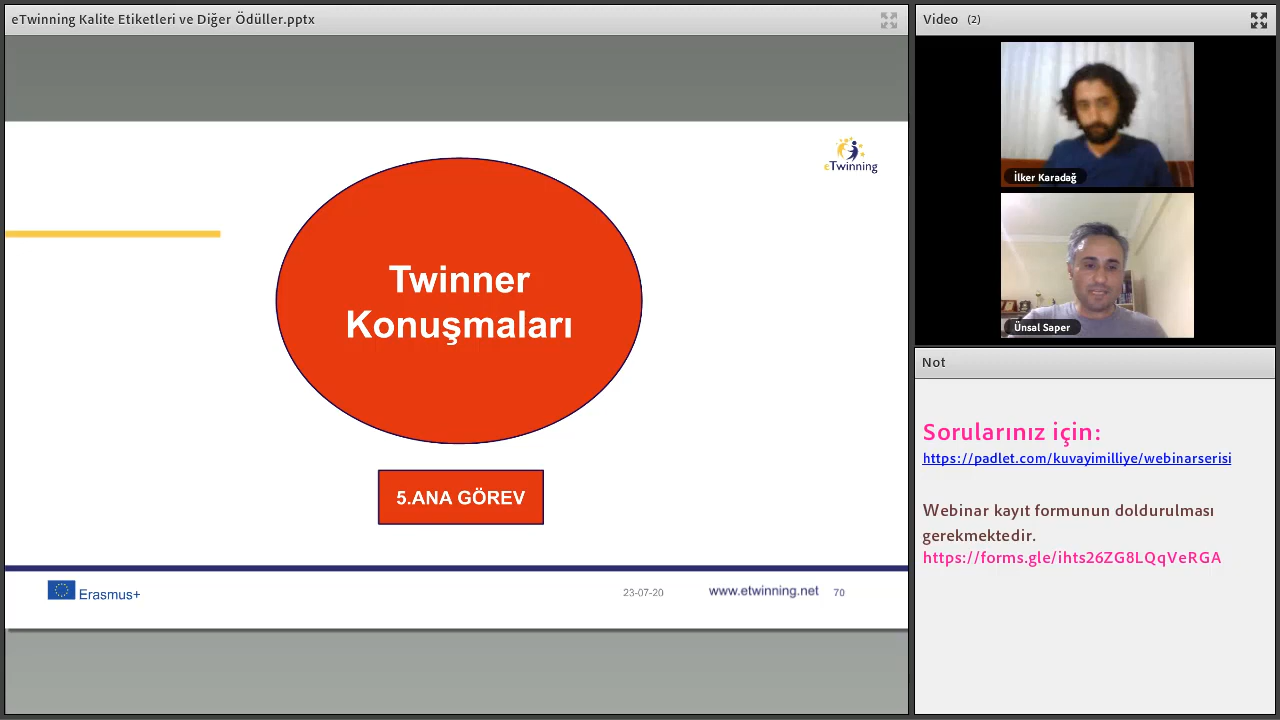 eTwinning Kalite Etiketleri ve Diğer Ödüller.pptx
eTwinning
Twinner
Konuşmaları
5.ANA GÖREV
Erasmus+
23-07-20
www.etwinning.net
70
Video (2)
İlker Karadağ
Ünsal Saper
Not
Sorularınız için:
https://padlet.com/kuvayimilliye/webinarserisi
Webinar kayıt formunun doldurulması
gerekmektedir.
https://forms.gle/ihts26ZG8LQqVeRGA